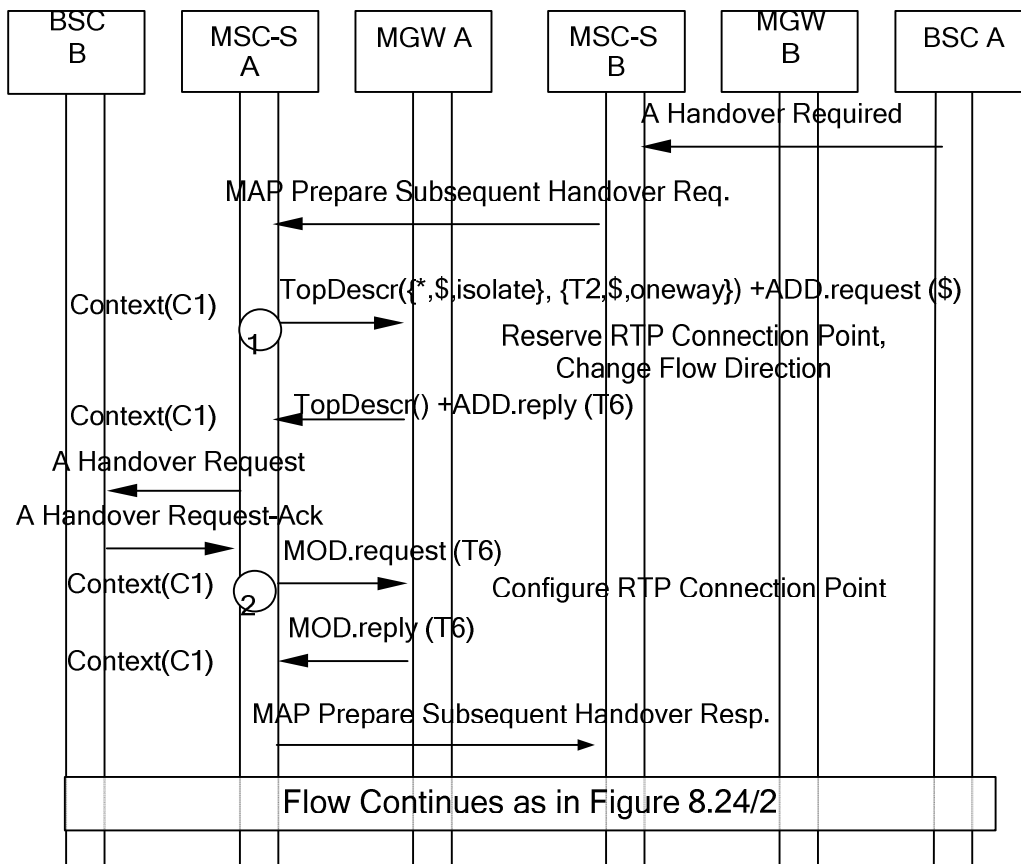 BSC
B
MSC-S
A
MGW A
MSC-S
B
MGW
B
BSC A
A Handover Required
MAP Prepare Subsequent Handover Req.
Context(C1)
TopDescr({*,$,isolate}, {T2,$,oneway}) +ADD.request ($)
1
Reserve RTP Connection Point,
Change Flow Direction
Context(C1)
TopDescr() +ADD.reply (T6)
A Handover Request
A Handover Request-Ack
MOD.request (T6)
Context(C1)
2
Configure RTP Connection Point
MOD.reply (T6)
Context(C1)
MAP Prepare Subsequent Handover Resp.
Flow Continues as in Figure 8.24/2